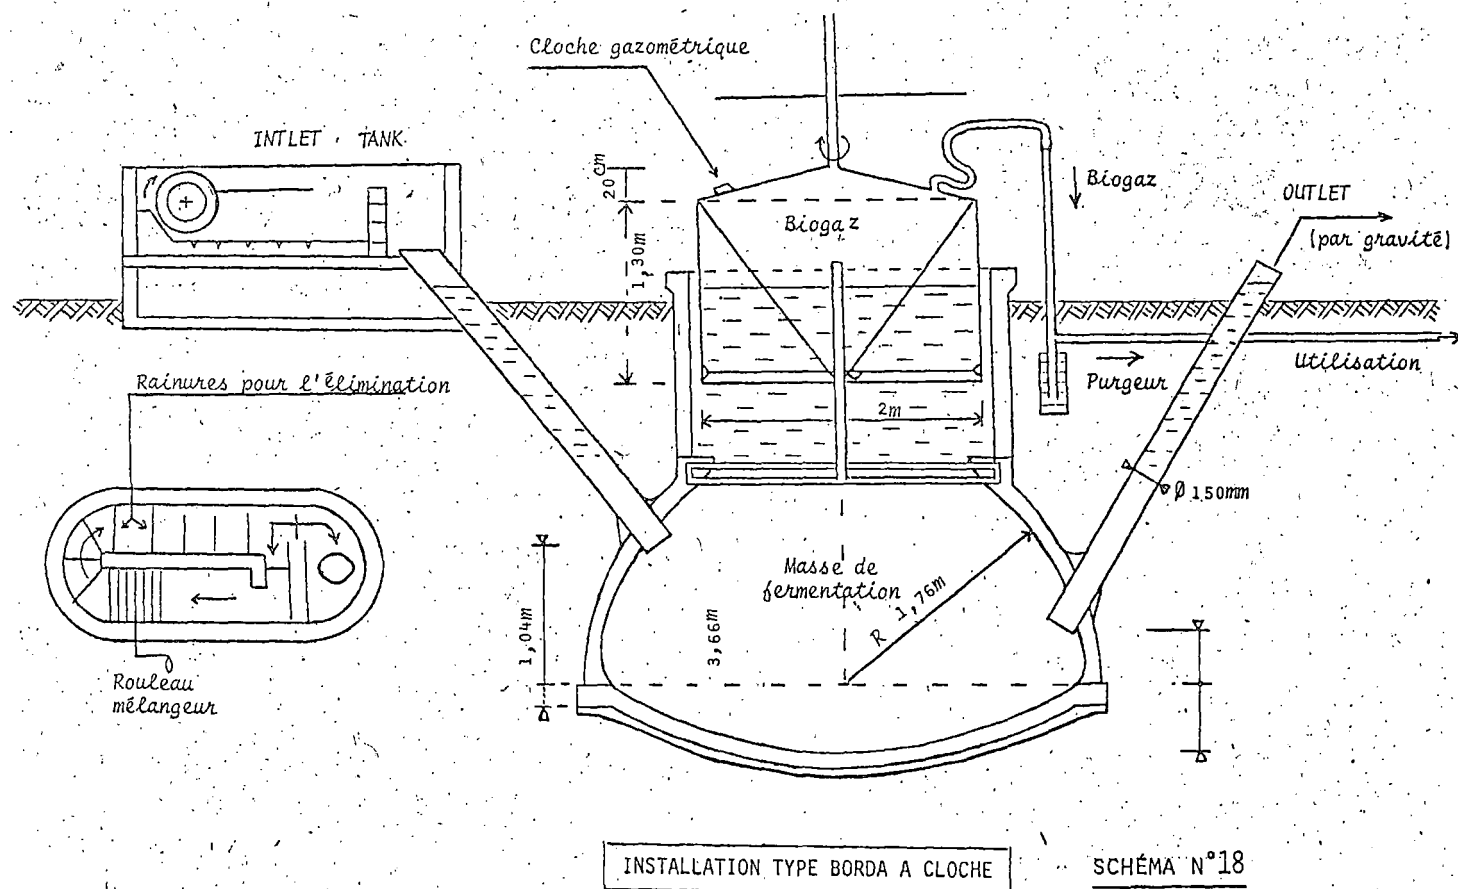 Cloche gazométrique
INTLET . TANK
20 cm
Biogaz
Biogaz
OUTLET
(par gravité)
1,30m
Utilisation
Purgeur
Rainures pour l'élimination
2m
Ø 150mm
Masse de
fermentation
R 1,76m
1,04m
3,66m
Rouleau
mélangeur
INSTALLATION TYPE BORDA A CLOCHE
SCHÉMA N°18